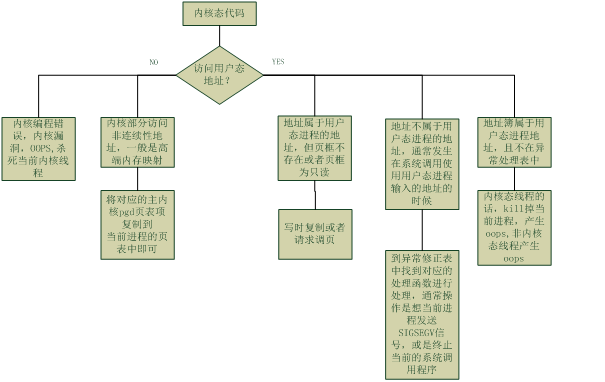 内核态代码
访问用户态
地址？
NO
YES
内核编程错
误，内核漏
洞，OOPS,杀
死当前内核线
程
内核部分访问
非连续性地
址，一般是高
端内存映射
地址属于用户
态进程的地
址，但页框不
存在或者页框
为只读
地址不属于用
户态进程的地
址，通常发生
在系统调用使
用用户态进程
输入的地址的
时候
地址簿属于用
户态进程地
址，且不在异
常处理表中
将对应的主内
核pgd页表项
复制到
当前进程的页
表中即可
写时复制或者
请求调页
内核态线程的
话，kill掉当
前进程，产生
oops,非内核
态线程产生
oops
到异常修正表
中找到对应的
处理函数进行
处理，通常操
作是想当前进
程发送
SIGSEGV信
号，或是终止
当前的系统调
用程序